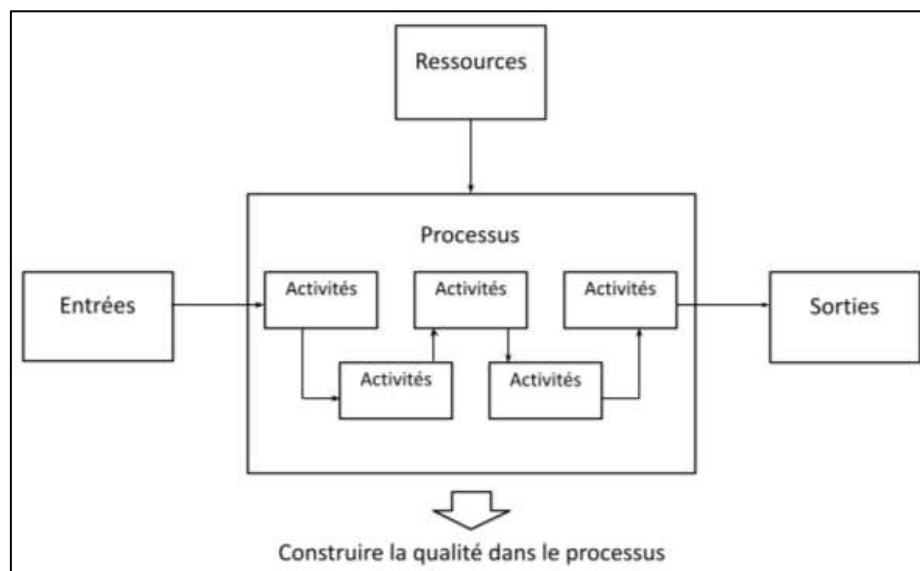 Ressources
Processus
Entrées
Activités
Activités
Activités
Activités
Activités
Sorties
Construire la qualité dans le processus